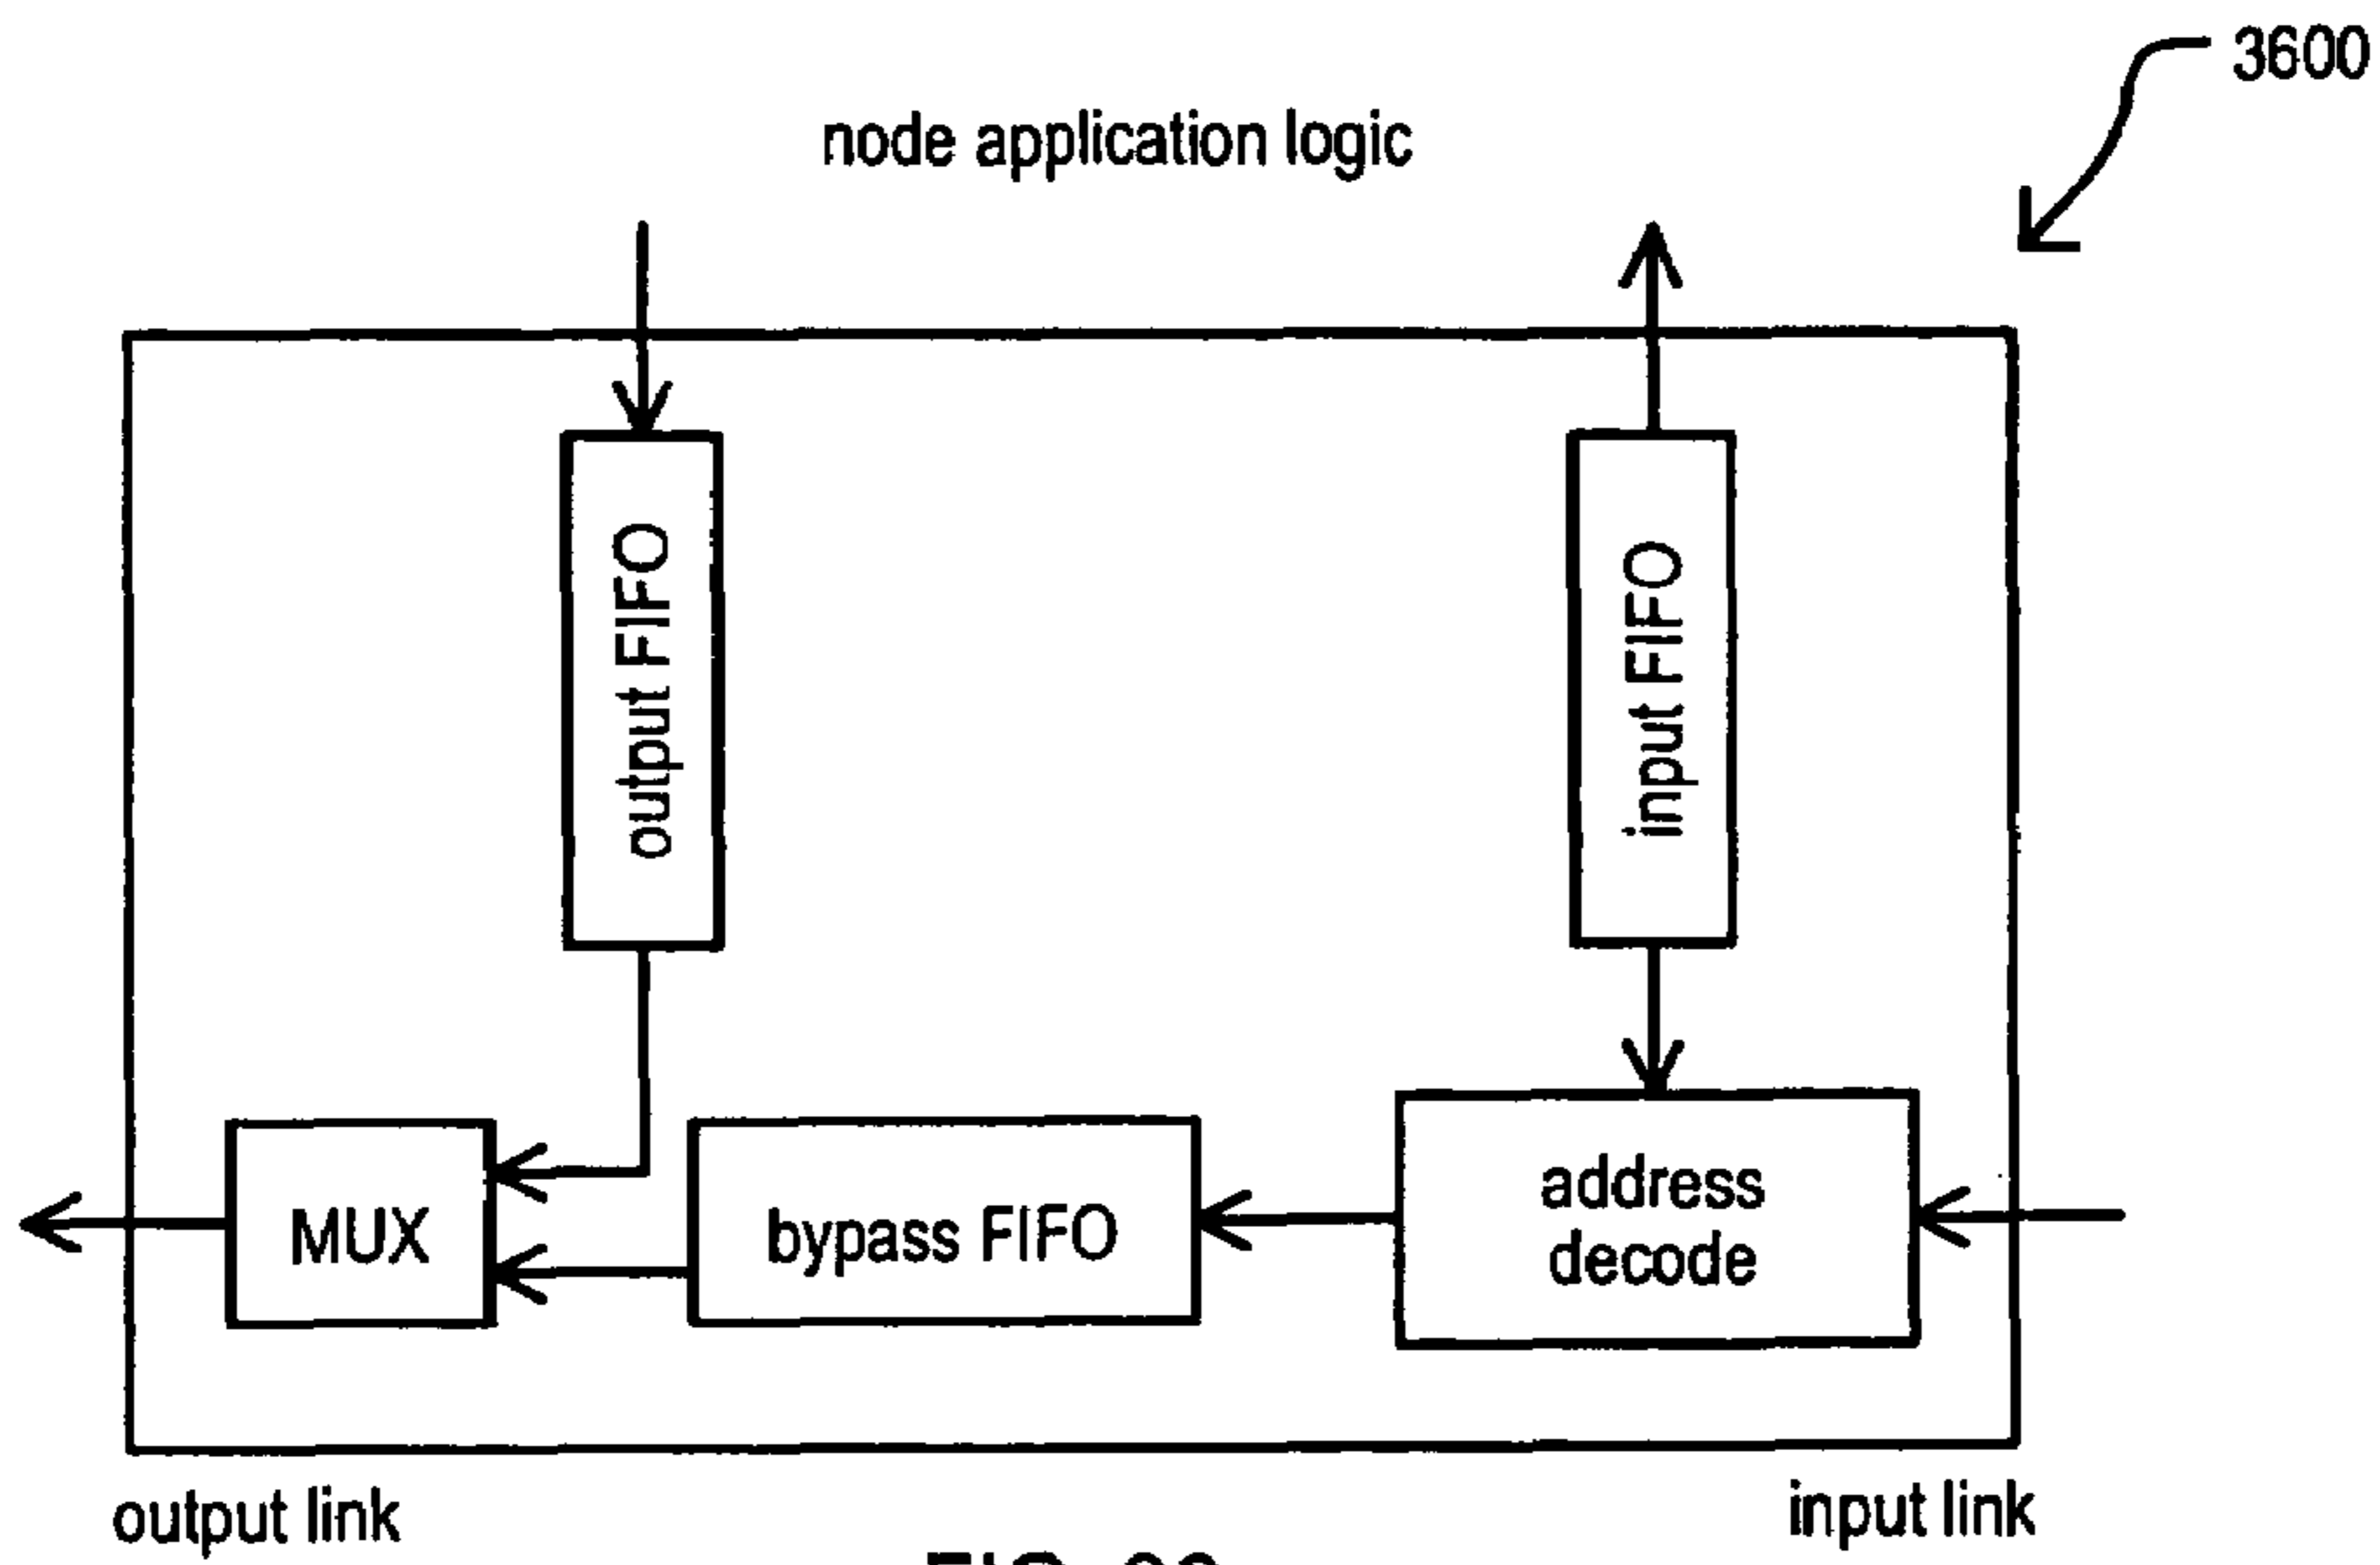 3600
node application logic
output FIFO
input FIFO
MUX
bypass FIFO
address
decode
output link
input link